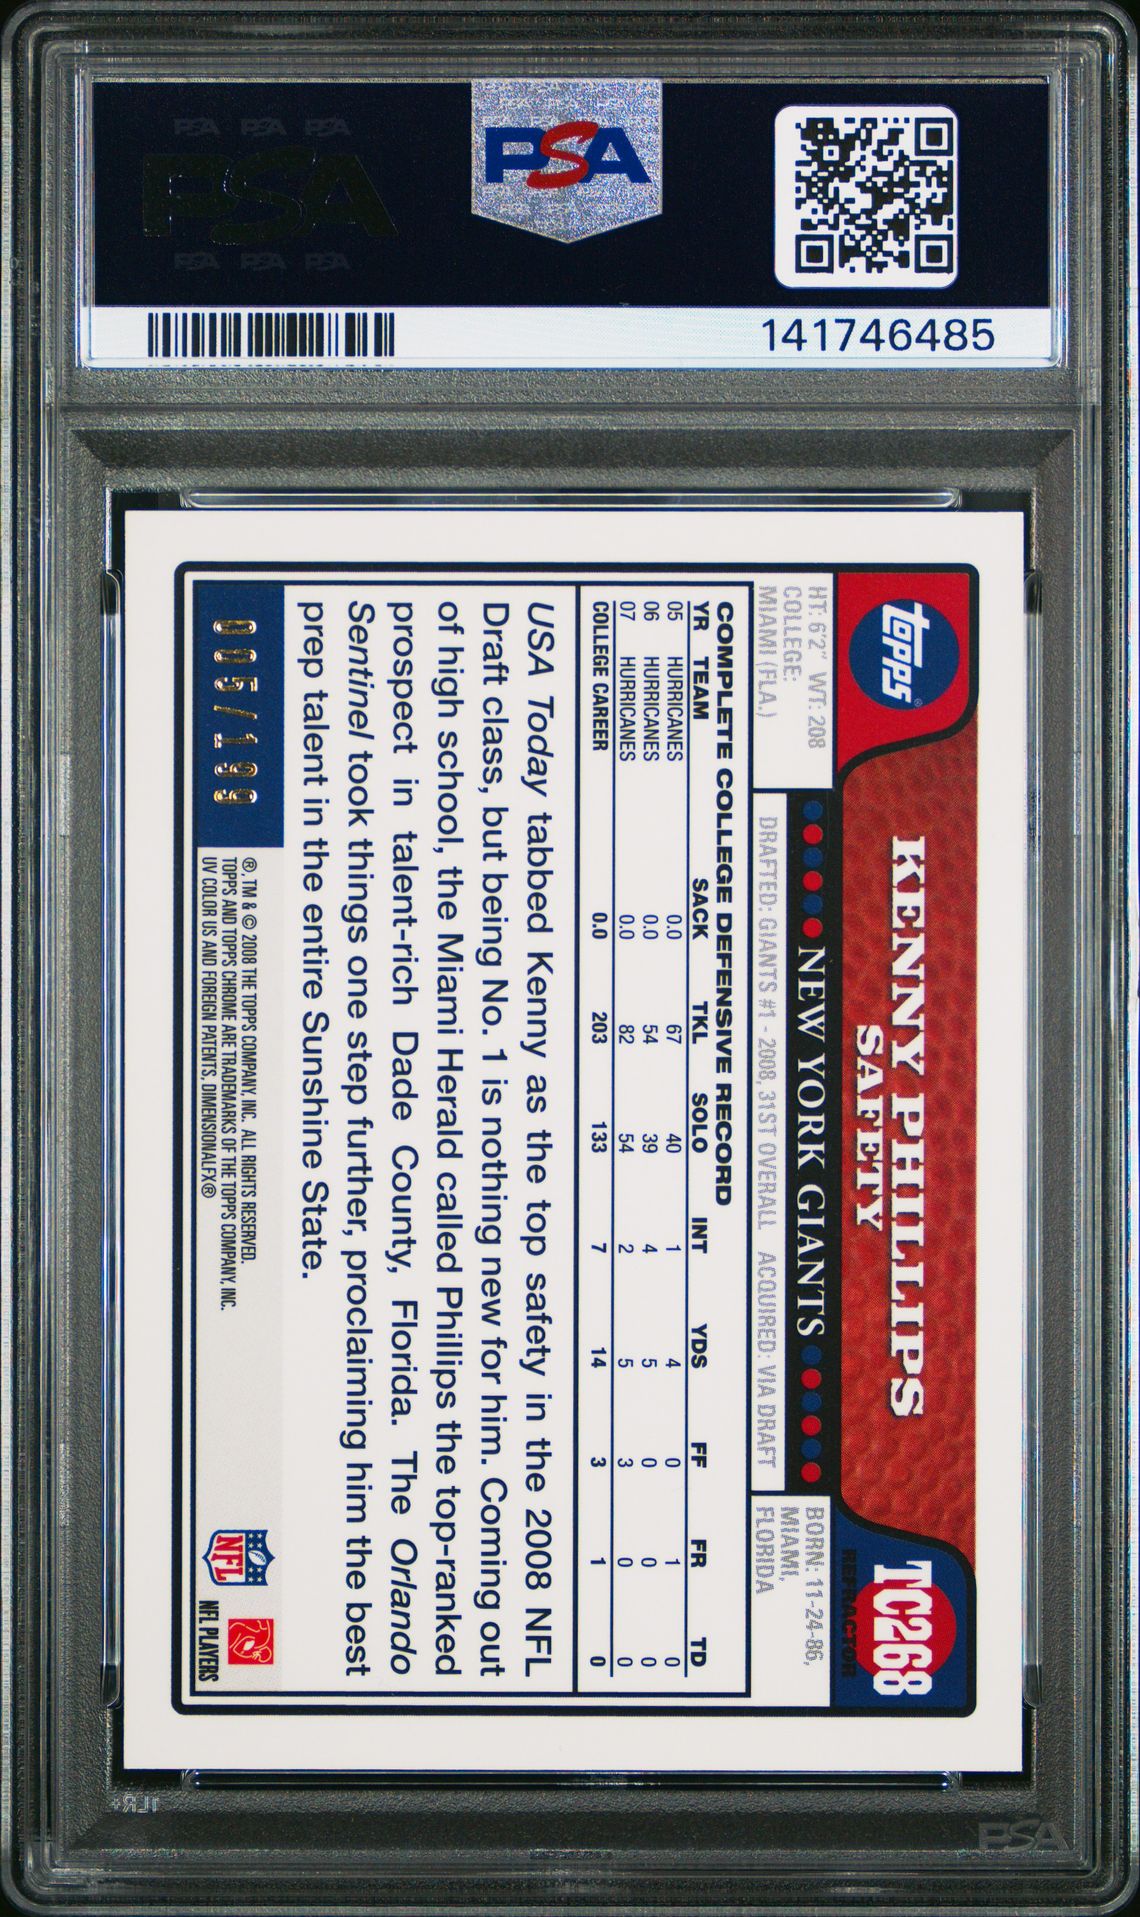 PSA PSA PSA
PSA
PSA PSA PSA
PSA
141746485
topps®
KENNY PHILLIPS
SAFETY
TC268
REFRACTOR
NEW YORK GIANTS
HT: 6'2" WT: 208
COLLEGE:
MIAMI (FLA.)
DRAFTED: GIANTS #1 - 2008, 31ST OVERALL ACQUIRED: VIA DRAFT
BORN: 11-24-86,
MIAMI,
FLORIDA
COMPLETE COLLEGE DEFENSIVE RECORD
YR TEAM SACK TKL SOLO INT YDS FF FR TD
05 HURRICANES 0.0 67 40 1 4 0 1 0
06 HURRICANES 0.0 54 39 4 5 0 0 0
07 HURRICANES 0.0 82 54 2 5 3 0 0
COLLEGE CAREER 0.0 203 133 7 14 3 1 0
USA Today tabbed Kenny as the top safety in the 2008 NFL
Draft class, but being No. 1 is nothing new for him. Coming out
of high school, the Miami Herald called Phillips the top-ranked
prospect in talent-rich Dade County, Florida. The Orlando
Sentinel took things one step further, proclaiming him the best
prep talent in the entire Sunshine State.
005/199
®, TM & © 2008 THE TOPPS COMPANY, INC. ALL RIGHTS RESERVED.
TOPPS AND TOPPS CHROME ARE TRADEMARKS OF THE TOPPS COMPANY, INC.
UV COLOR US AND FOREIGN PATENTS, DIMENSIONALFX®
NFL
NFL PLAYERS
PSA